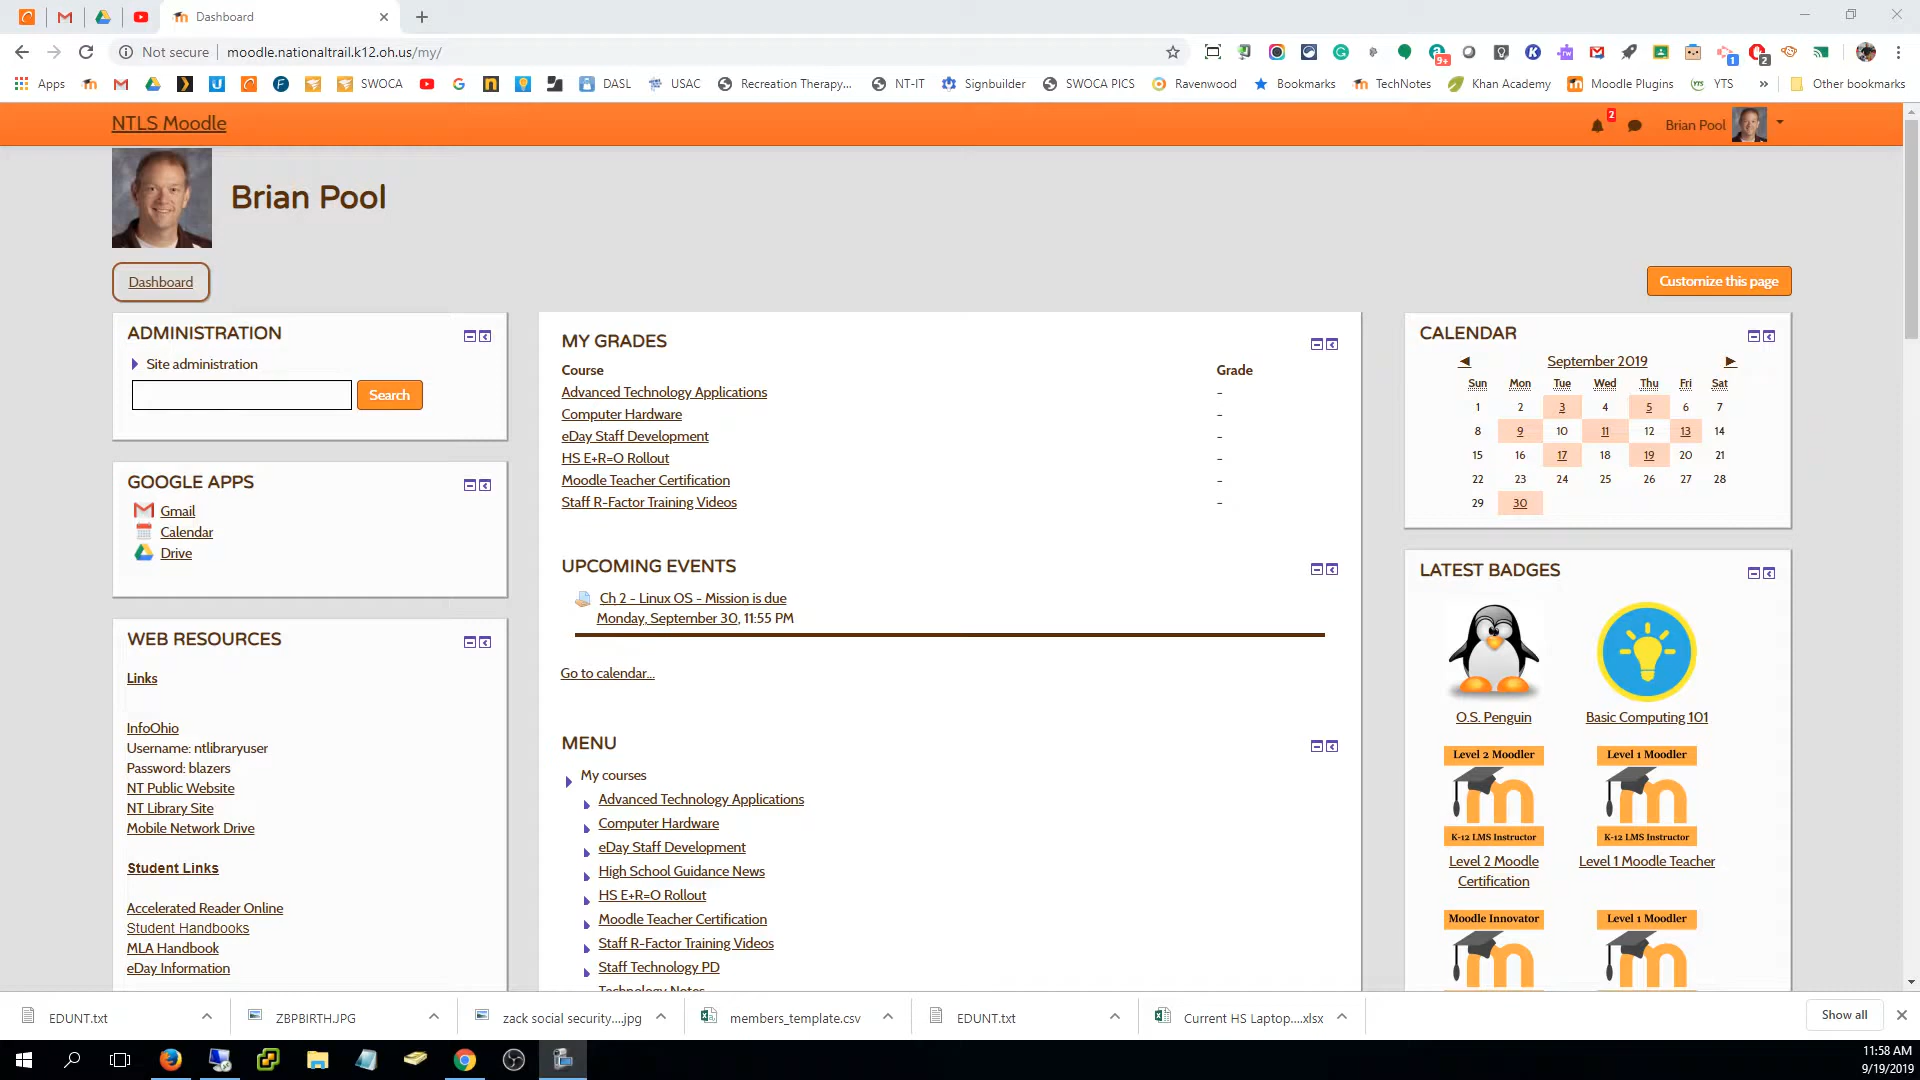 Dashboard
Not secure
moodle.nationaltrail.k12.oh.us/my/
9+
1
2
Apps
SWOCA
DASL
USAC
Recreation Therapy...
NT-IT
Signbuilder
SWOCA PICS
Ravenwood
Bookmarks
TechNotes
Khan Academy
Moodle Plugins
YTS
»
Other bookmarks
NTLS Moodle
2
Brian Pool
Brian Pool
Dashboard
Customize this page
ADMINISTRATION
Site administration
Search
GOOGLE APPS
Gmail
Calendar
Drive
WEB RESOURCES
Links
InfoOhio
Username: ntlibraryuser
Password: blazers
NT Public Website
NT Library Site
Mobile Network Drive
Student Links
Accelerated Reader Online
Student Handbooks
MLA Handbook
eDay Information
MY GRADES
Course Grade
Advanced Technology Applications -
Computer Hardware -
eDay Staff Development -
HS E+R=O Rollout -
Moodle Teacher Certification -
Staff R-Factor Training Videos -
UPCOMING EVENTS
Ch 2 - Linux OS - Mission is due
Monday, September 30, 11:55 PM
Go to calendar...
MENU
My courses
Advanced Technology Applications
Computer Hardware
eDay Staff Development
High School Guidance News
HS E+R=O Rollout
Moodle Teacher Certification
Staff R-Factor Training Videos
Staff Technology PD
Technology Notes
CALENDAR
◄ September 2019 ►
Sun Mon Tue Wed Thu Fri Sat
1 2 3 4 5 6 7
8 9 10 11 12 13 14
15 16 17 18 19 20 21
22 23 24 25 26 27 28
29 30
LATEST BADGES
O.S. Penguin
Basic Computing 101
Level 2 Moodler
K-12 LMS Instructor
Level 2 Moodle
Certification
Level 1 Moodler
K-12 LMS Instructor
Level 1 Moodle Teacher
Moodle Innovator
Level 1 Moodler
EDUNT.txt
ZBPBIRTH.JPG
zack social security....jpg
members_template.csv
EDUNT.txt
Current HS Laptop....xlsx
Show all
11:58 AM
9/19/2019